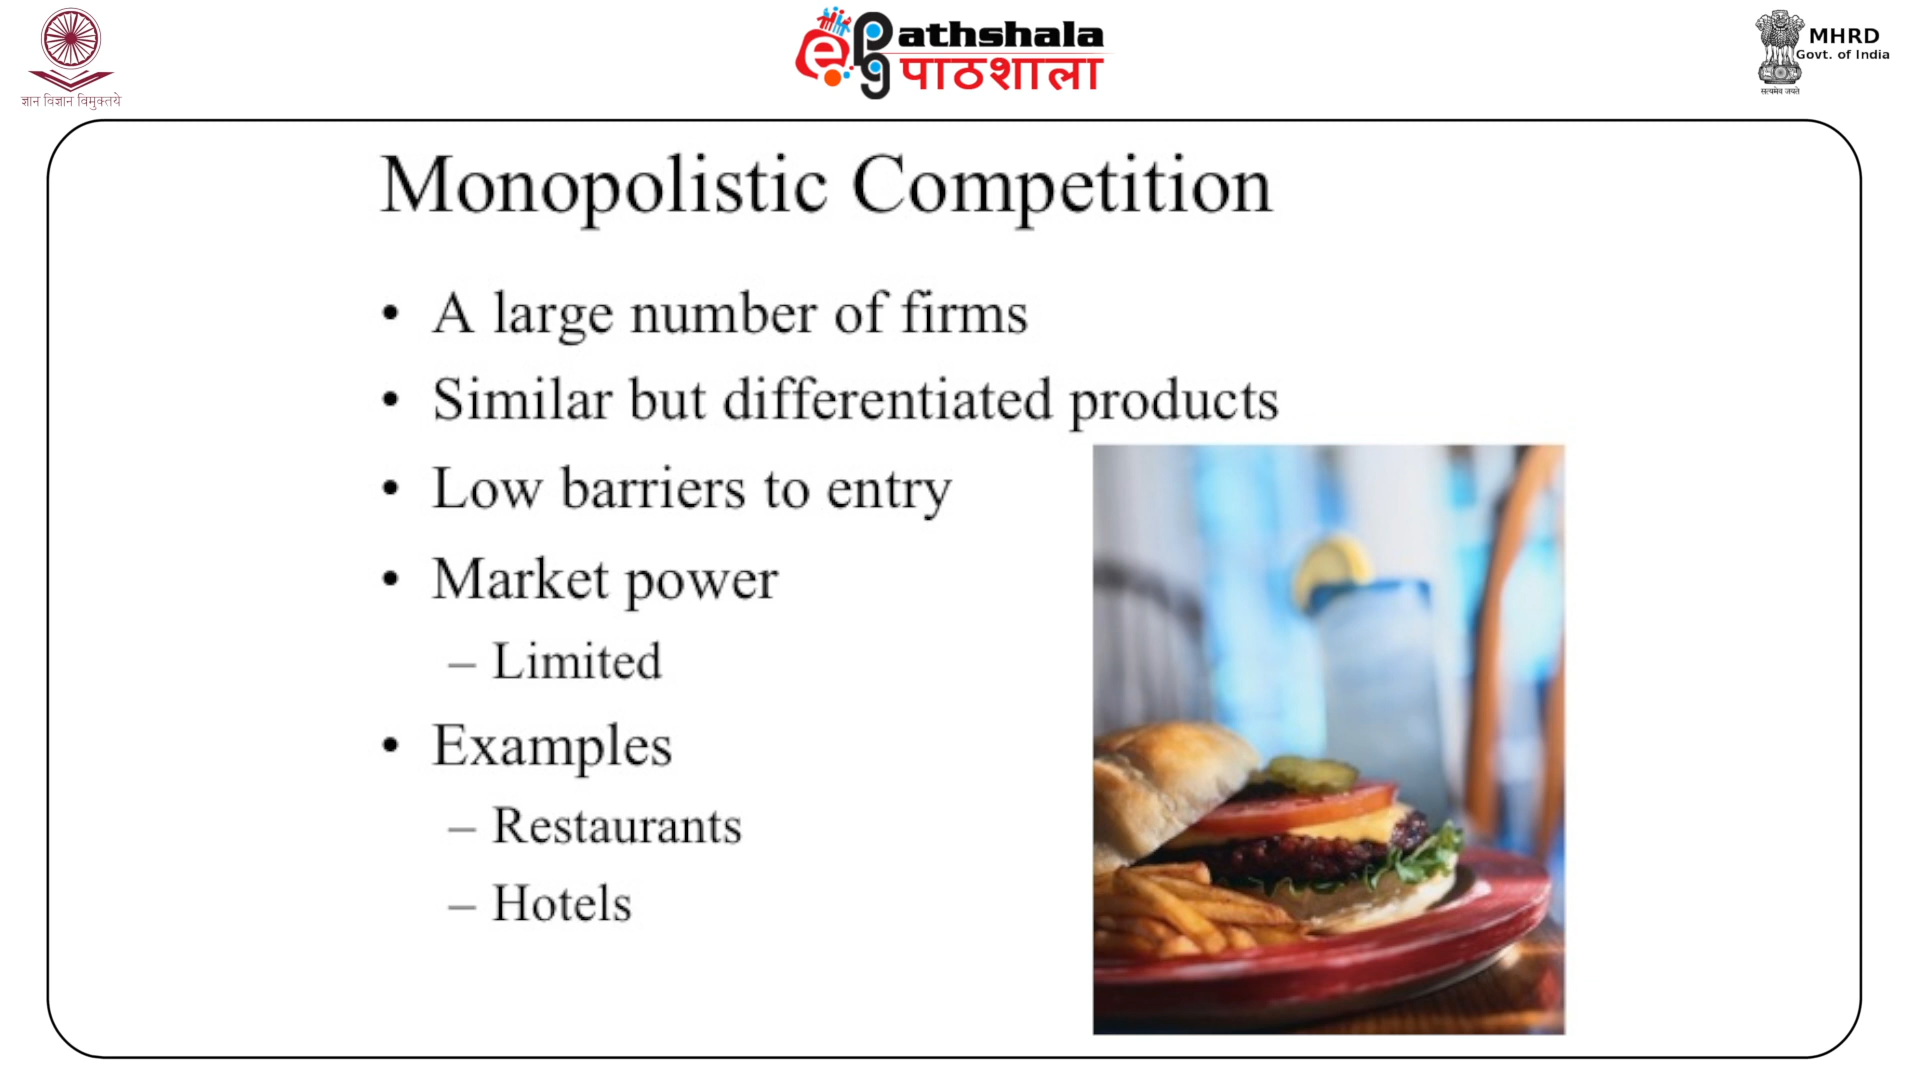 ज्ञान विज्ञान विमुक्तये
ePG athshala
पाठशाला
MHRD
Govt. of India
सत्यमेव जयते
Monopolistic Competition
• A large number of firms
• Similar but differentiated products
• Low barriers to entry
• Market power
– Limited
• Examples
– Restaurants
– Hotels